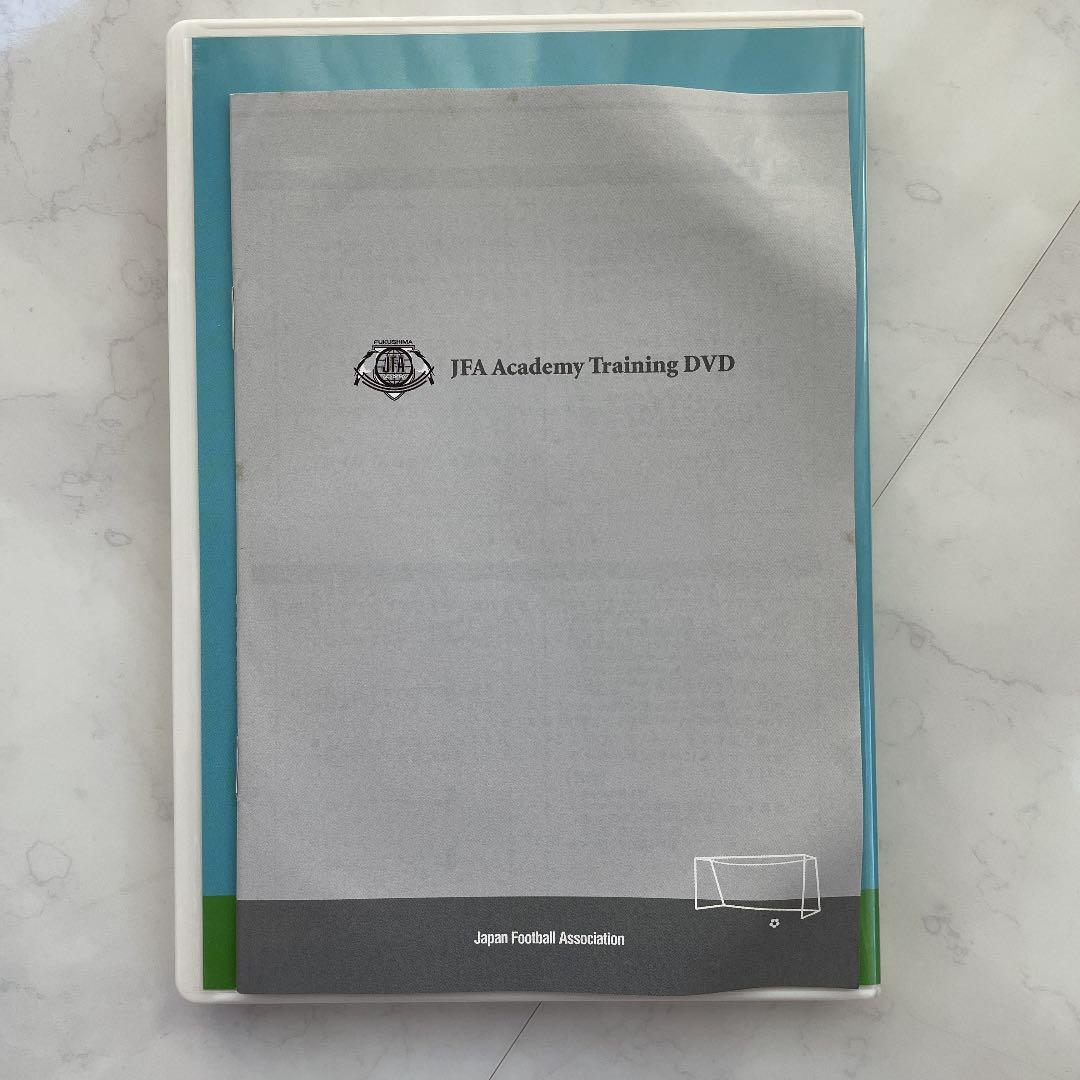 FUKUSHIMA
JFA
JFA Academy Training DVD
Japan Football Association